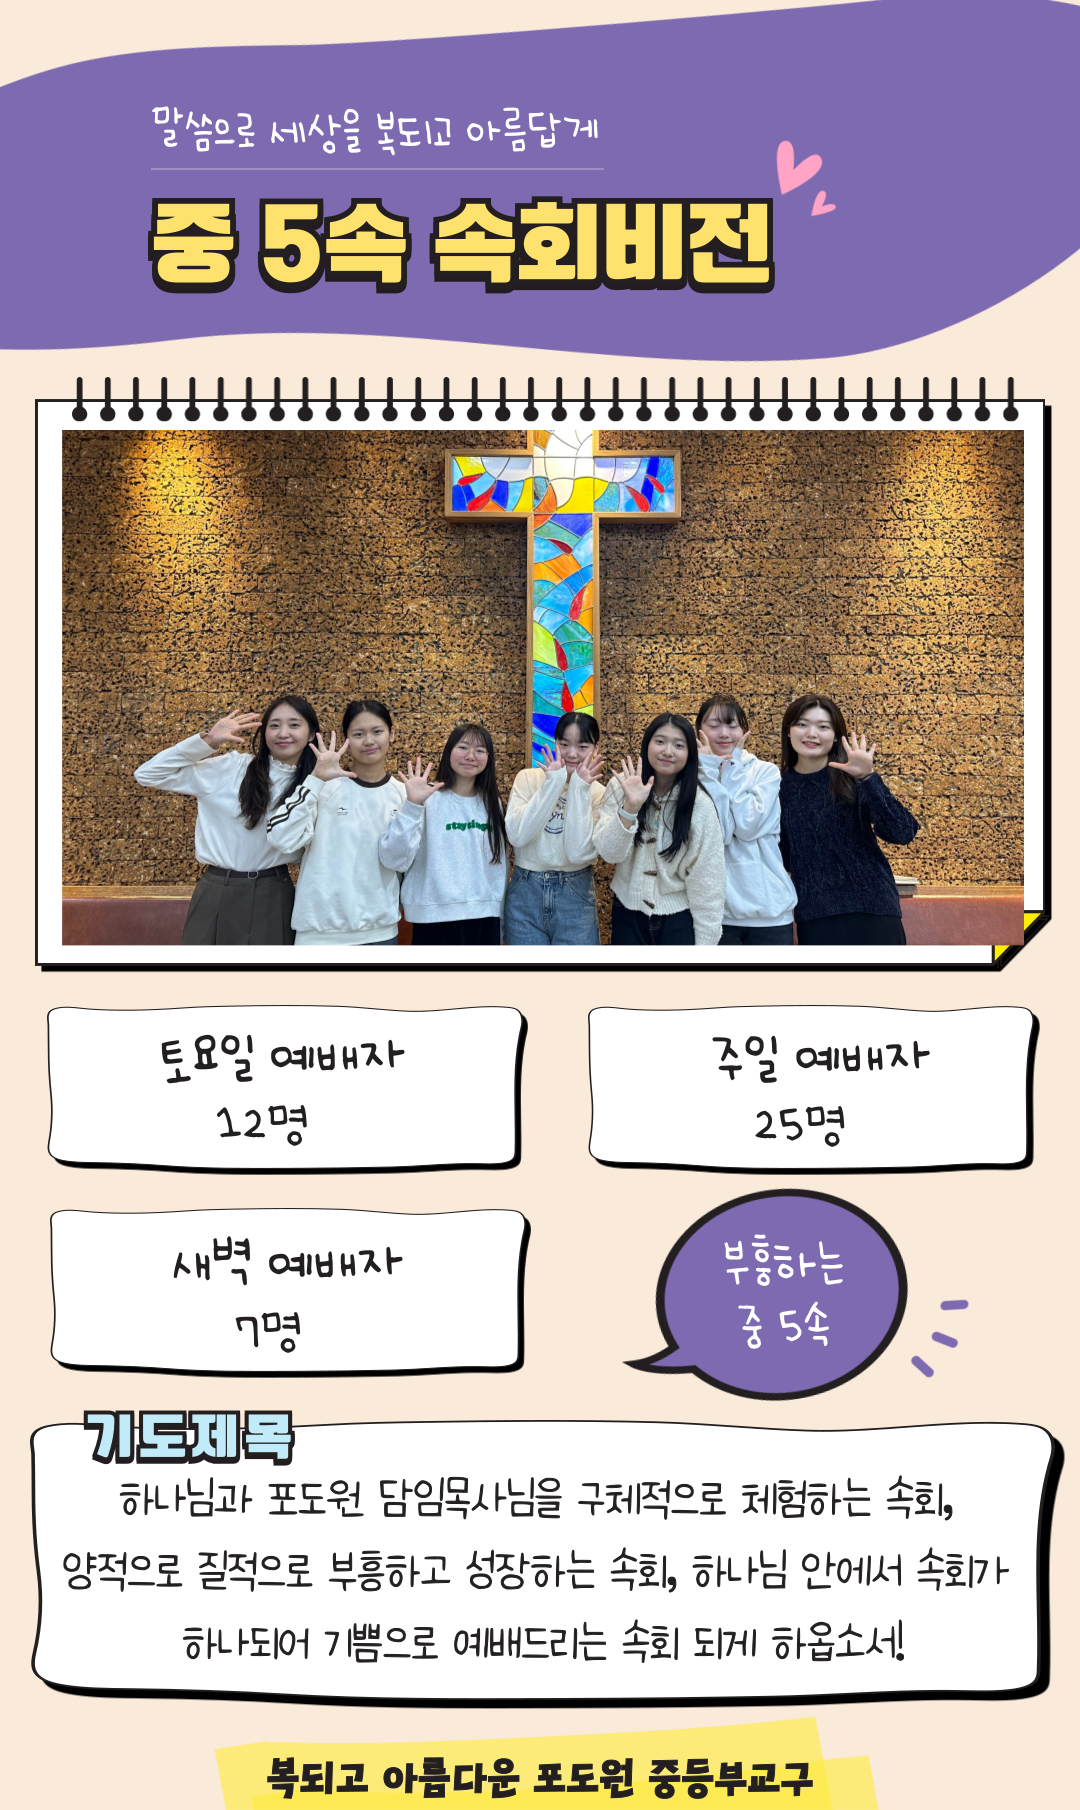 말씀으로 세상을 복되고 아름답게
중 5속 속회비전
토요일 예배자
12명
주일 예배자
25명
새벽 예배자
7명
부흥하는
중 5속
기도제목
하나님과 포도원 담임목사님을 구체적으로 체험하는 속회,
양적으로 질적으로 부흥하고 성장하는 속회, 하나님 안에서 속회가
하나되어 기쁨으로 예배드리는 속회 되게 하옵소서!
복되고 아름다운 포도원 중등부교구